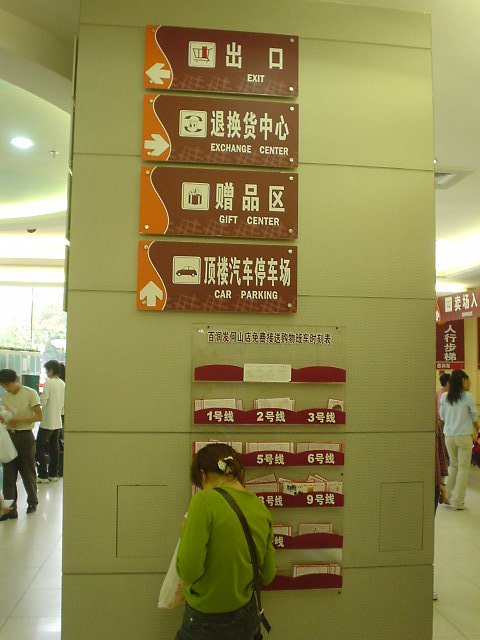 出 口
EXIT
退换货中心
EXCHANGE CENTER
赠品区
GIFT CENTER
顶楼汽车停车场
CAR PARKING
百润发何山店免费接送购物班车时刻表
1号线 2号线 3号线
5号线 6号线
号线 9号线
卖场入
人行步梯